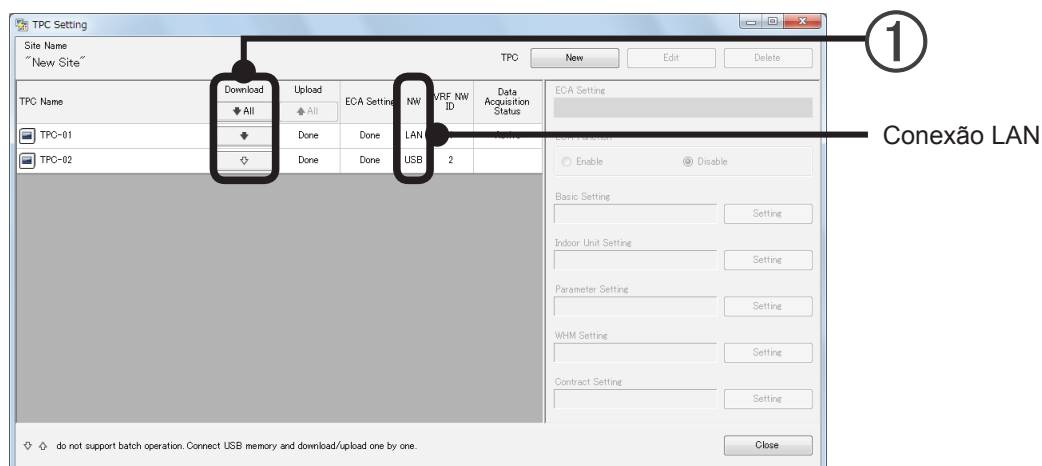 TPC Setting
Site Name
"New Site"
TPC New Edit Delete
①
TPC Name Download Upload ECA Setting NW VRF NW ID Data Acquisition Status
All All
TPC-01 Done Done LAN
TPC-02 Done Done USB 2
Conexão LAN
ECA Setting
Enable Disable
Basic Setting
Setting
Indoor Unit Setting
Setting
Parameter Setting
Setting
WHM Setting
Setting
Contract Setting
Setting
do not support batch operation. Connect USB memory and download/upload one by one.
Close